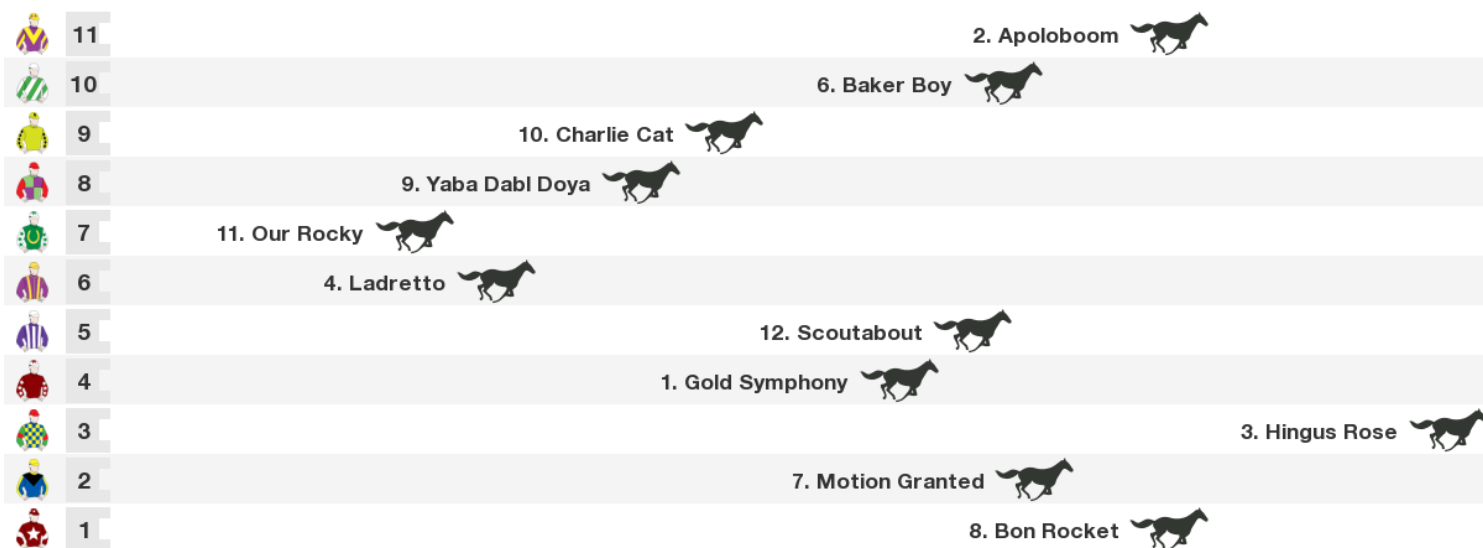 11 2. Apoloboom
10 6. Baker Boy
9 10. Charlie Cat
8 9. Yaba Dabl Doya
7 11. Our Rocky
6 4. Ladretto
5 12. Scoutabout
4 1. Gold Symphony
3 3. Hingus Rose
2 7. Motion Granted
1 8. Bon Rocket